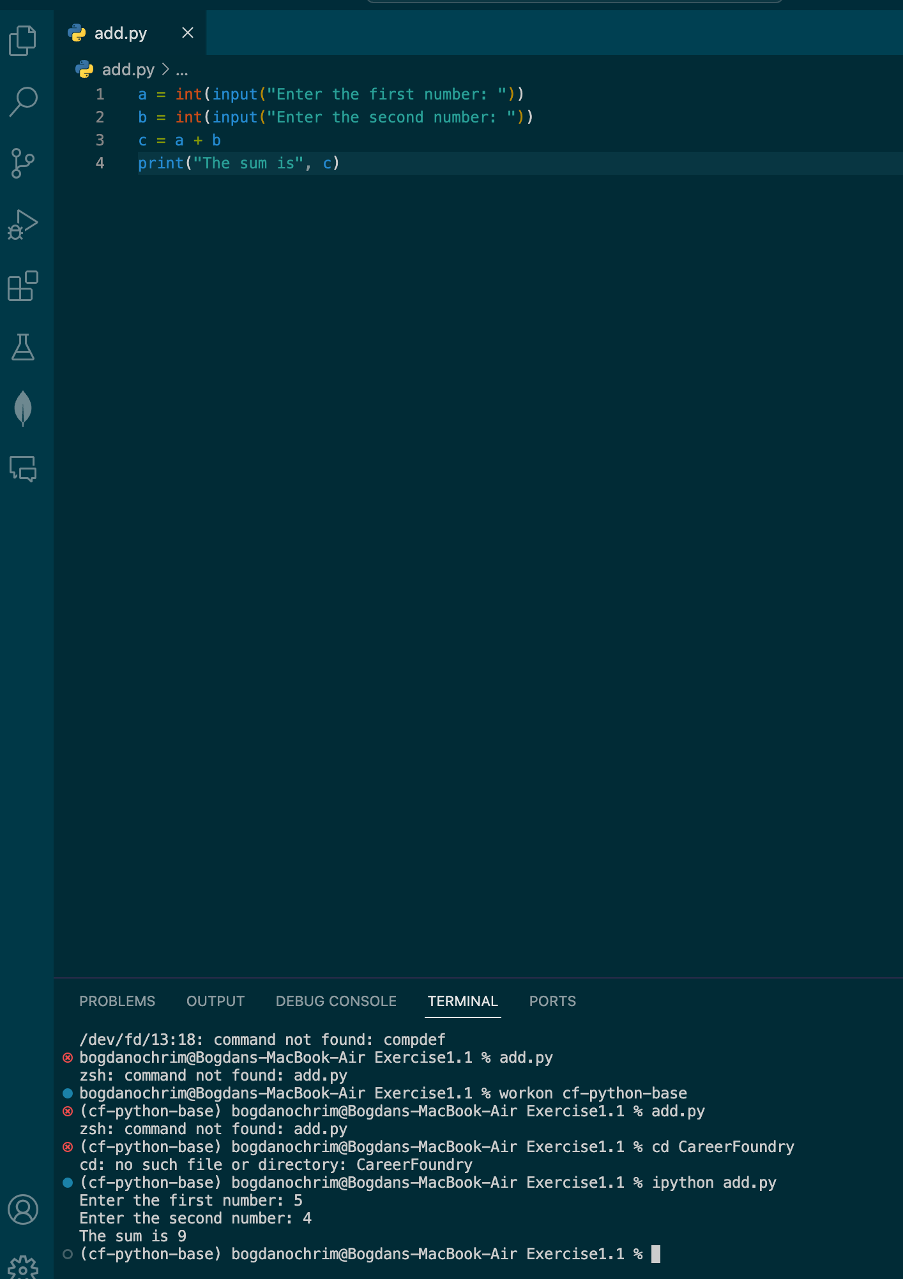 add.py
add.py > ...
1 a = int(input("Enter the first number: "))
2 b = int(input("Enter the second number: "))
3 c = a + b
4 print("The sum is", c)
PROBLEMS OUTPUT DEBUG CONSOLE TERMINAL PORTS
/dev/fd/13:18: command not found: compdef
bogdanochrim@Bogdans-MacBook-Air Exercise1.1 % add.py
zsh: command not found: add.py
bogdanochrim@Bogdans-MacBook-Air Exercise1.1 % workon cf-python-base
(cf-python-base) bogdanochrim@Bogdans-MacBook-Air Exercise1.1 % add.py
zsh: command not found: add.py
(cf-python-base) bogdanochrim@Bogdans-MacBook-Air Exercise1.1 % cd CareerFoundry
cd: no such file or directory: CareerFoundry
(cf-python-base) bogdanochrim@Bogdans-MacBook-Air Exercise1.1 % ipython add.py
Enter the first number: 5
Enter the second number: 4
The sum is 9
(cf-python-base) bogdanochrim@Bogdans-MacBook-Air Exercise1.1 %